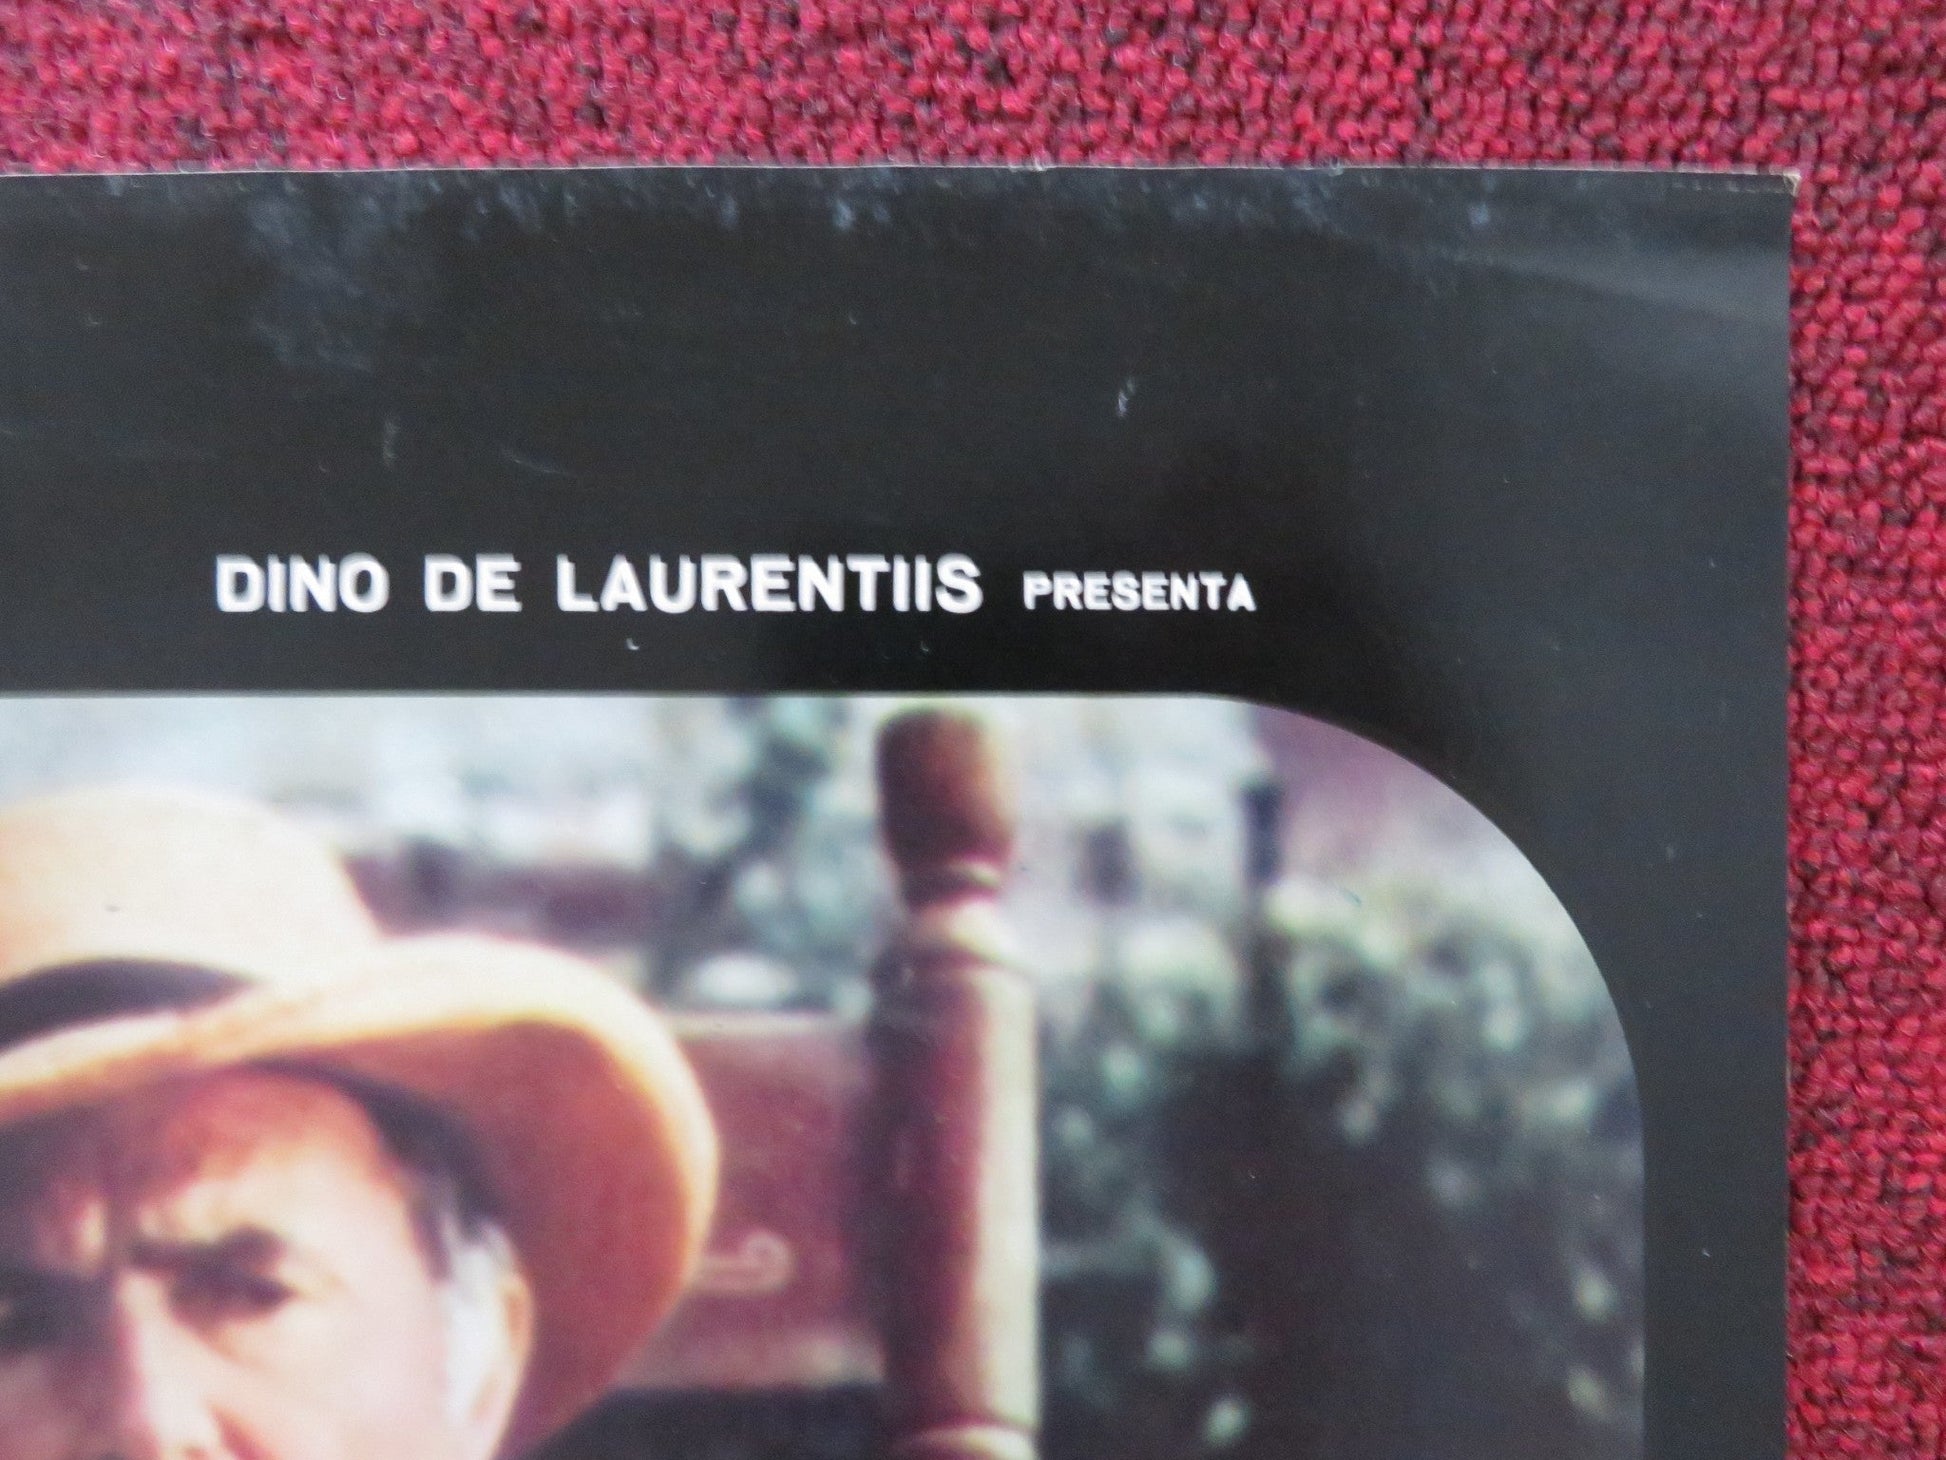 DINO DE LAURENTIIS PRESENTA